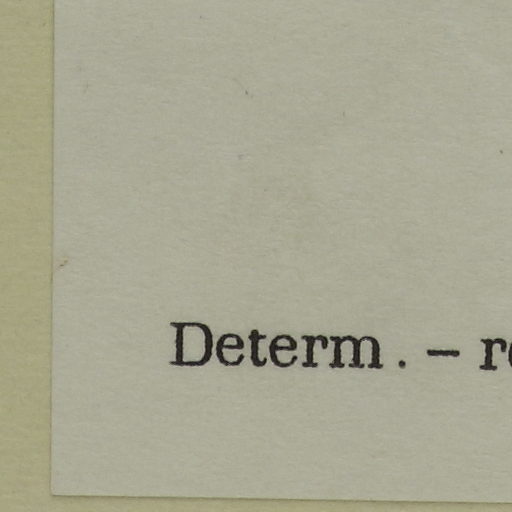 Determ. –